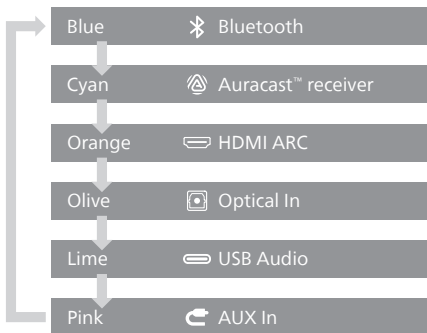 Blue Bluetooth
Cyan Auracast™ receiver
Orange HDMI ARC
Olive Optical In
Lime USB Audio
Pink AUX In